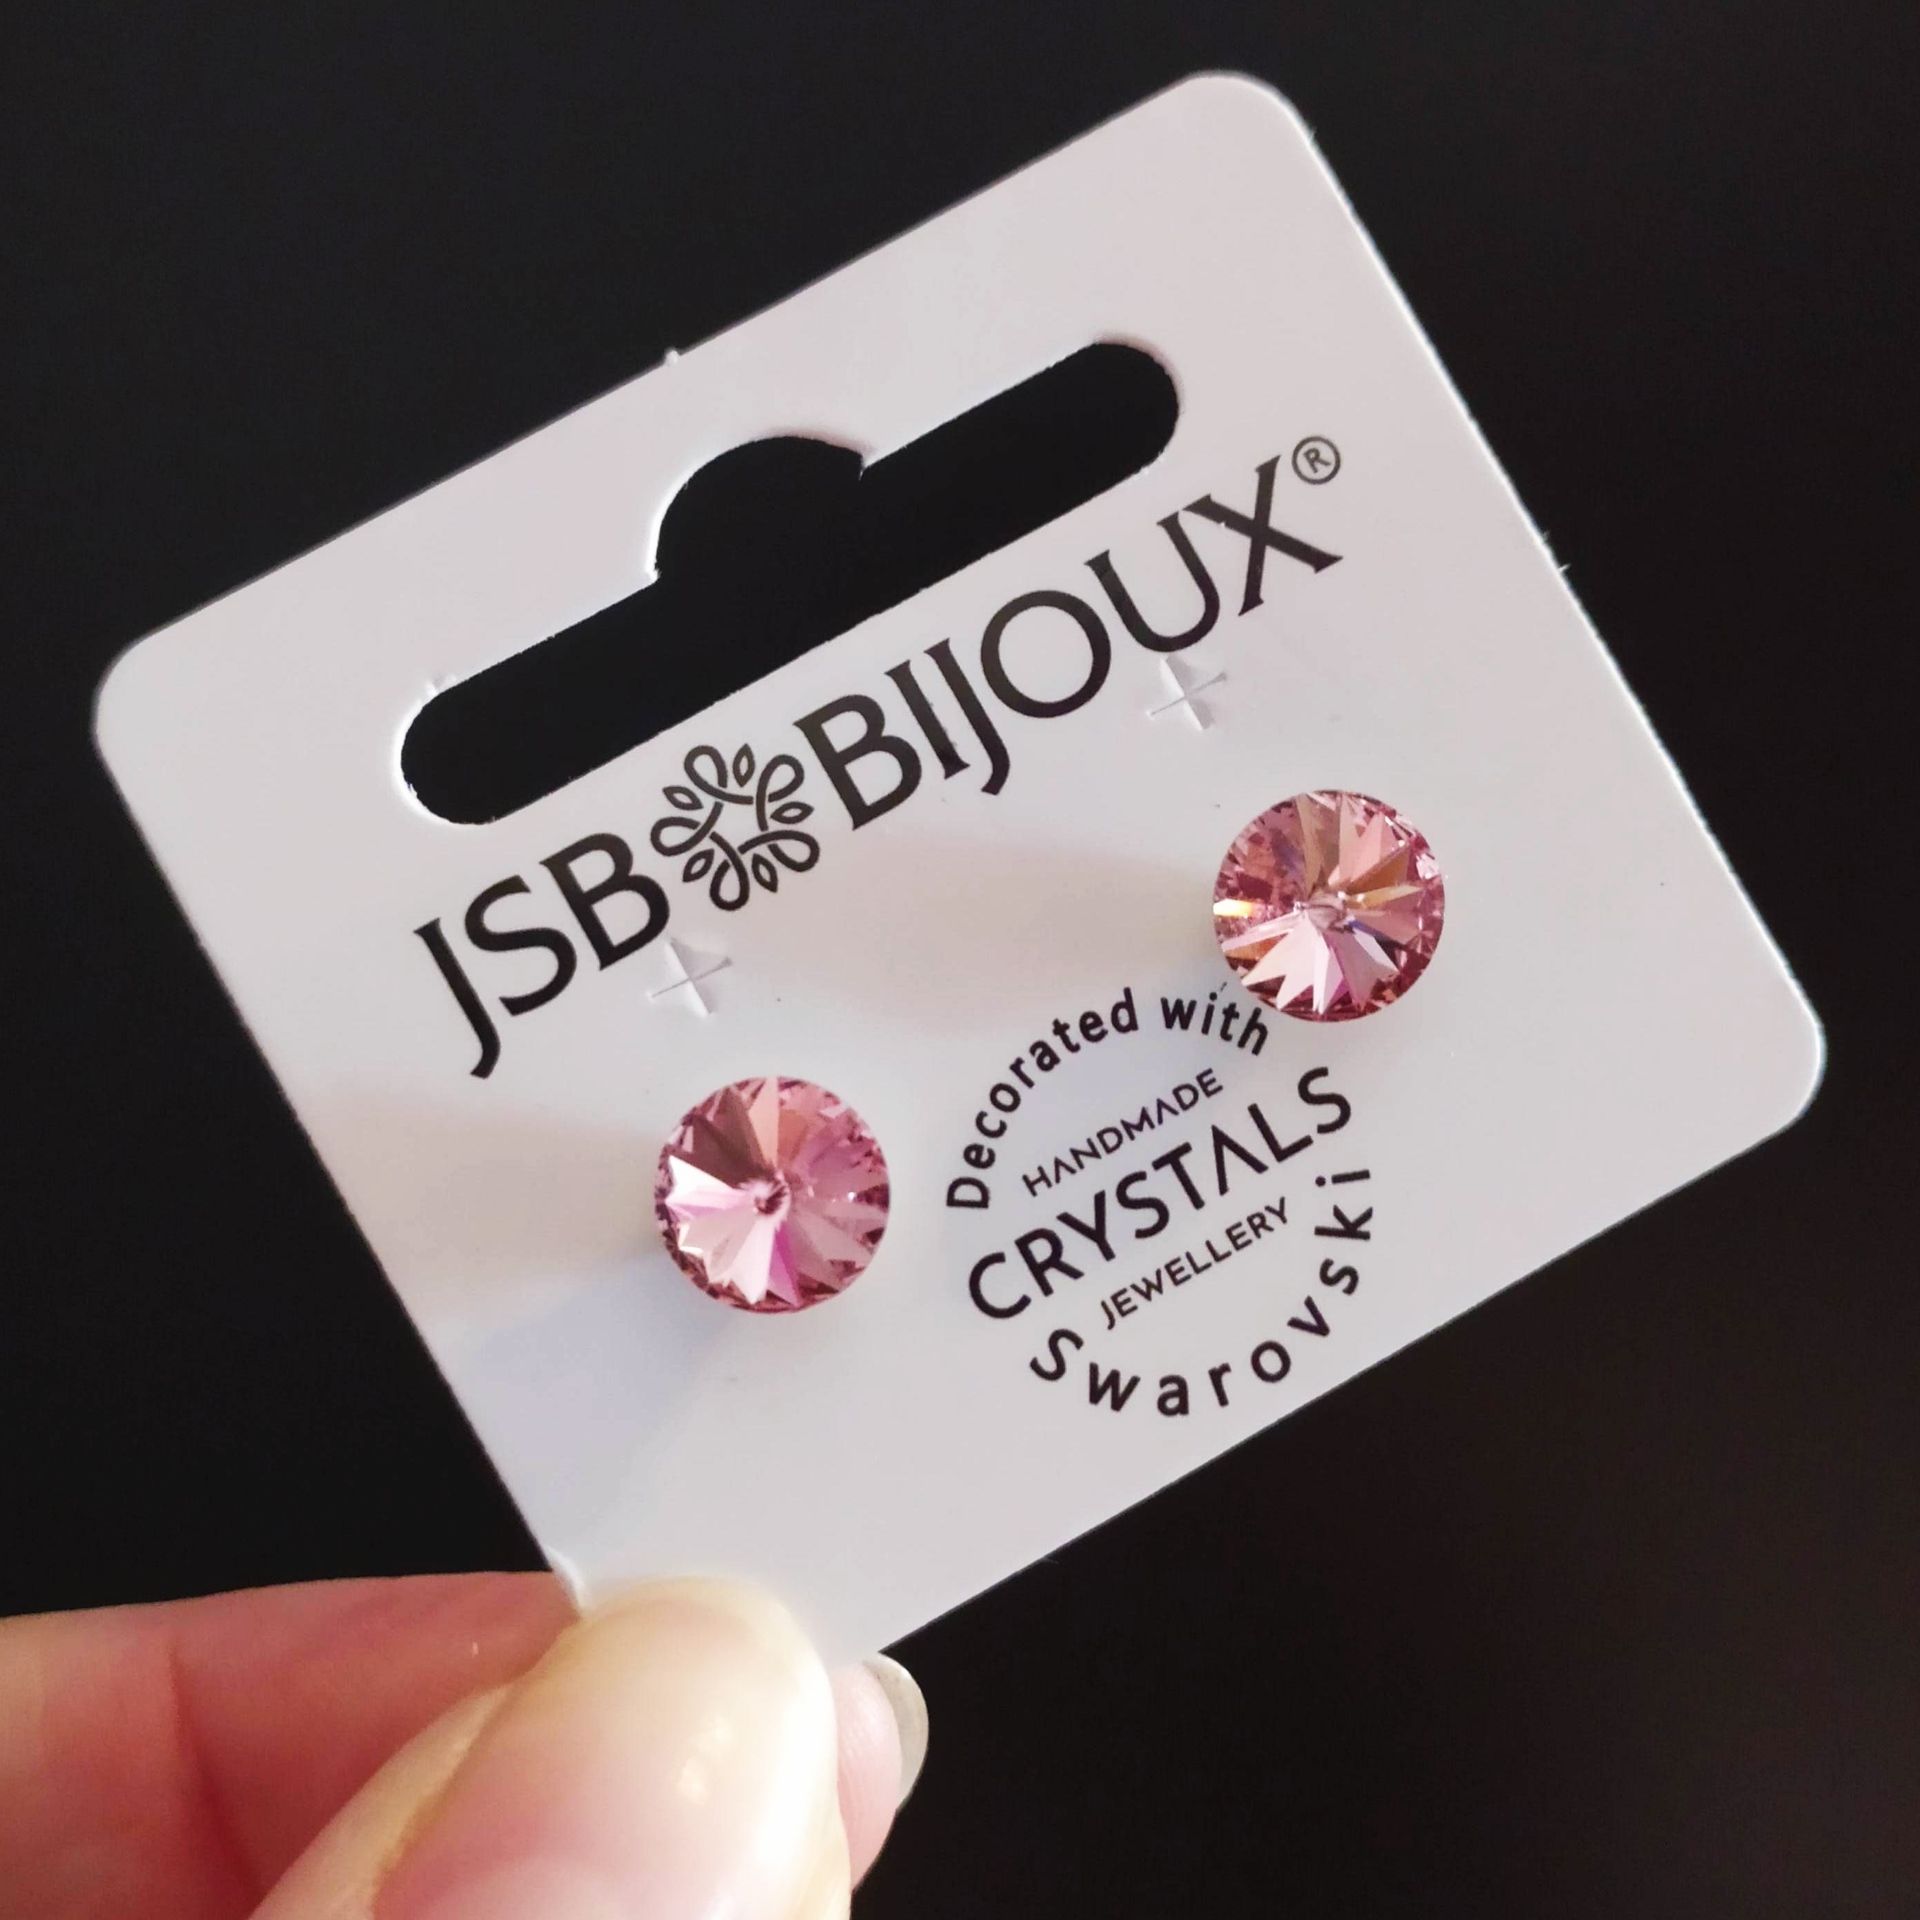 JSB BIJOUX®
Decorated with
HANDMADE
CRYSTALS
JEWELLERY
Swarovski